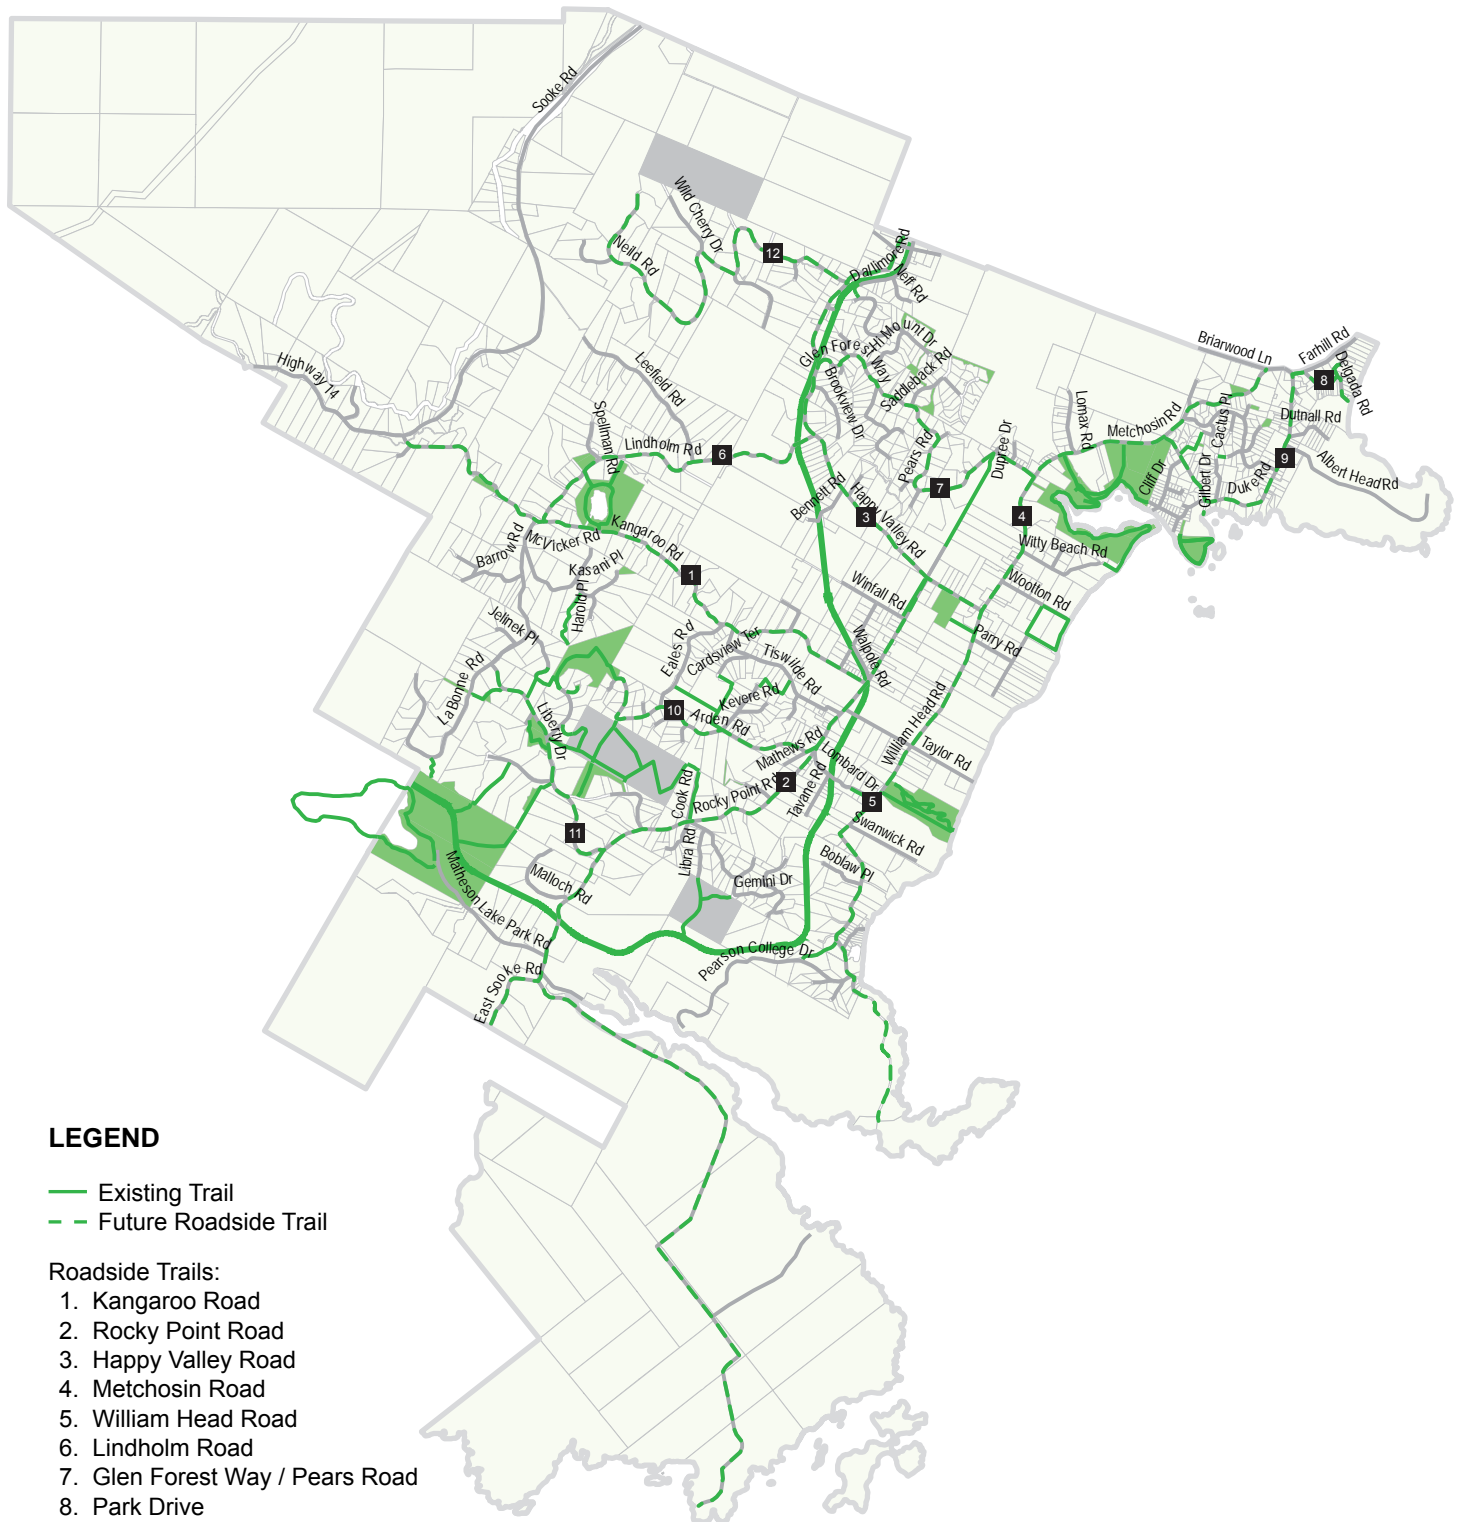 Sooke Rd
Wild Cherry Dr
Neild Rd
12
Dallimore Rd
Neff Rd
Mount Dr
Hi
Glen Forest Way
Saddleback Rd
Brookview Dr
Highway 14
Leefield Rd
Spellman Rd
Lindholm Rd
6
Briarwood Ln
Farhill Rd
Delgada Rd
8
Lomax Rd
Metchosin Rd
Cactus Pl
Dutnall Rd
9
Albert Head Rd
Duke Rd
Gilbert Dr
Cliff Dr
Dupree Dr
Pears Rd
7
Bennett Rd
Happy Valley Rd
3
4
Witty Beach Rd
Wootton Rd
Parry Rd
Winfall Rd
Walpole Rd
Kangaroo Rd
McVicker Rd
Barrow Rd
Kasani Pl
Harold Pl
1
Jelinek Pl
La Bonne Rd
Liberty Dr
Eales Rd
Cardsview Ter
Tiswilde Rd
Kevere Rd
10
Arden Rd
Mathews Rd
Rocky Point Rd
2
Cook Rd
Tavane Rd
Lombard Dr
William Head Rd
Taylor Rd
5
Swanwick Rd
Boblaw Pl
11
Malloch Rd
Libra Rd
Gemini Dr
Matheson Lake Park Rd
Pearson College Dr
East Sooke Rd
LEGEND
Existing Trail
Future Roadside Trail
Roadside Trails:
1. Kangaroo Road
2. Rocky Point Road
3. Happy Valley Road
4. Metchosin Road
5. William Head Road
6. Lindholm Road
7. Glen Forest Way / Pears Road
8. Park Drive